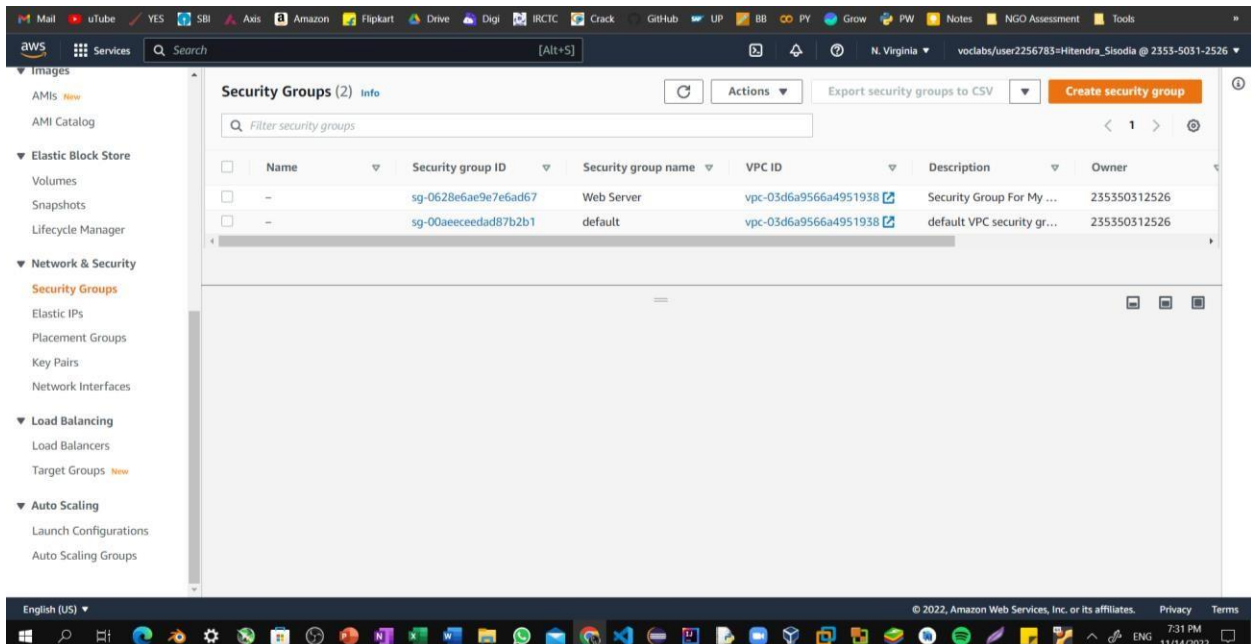 Mail uTube YES SBI Axis Amazon Flipkart Drive Digi IRCTC Crack GitHub UP BB PY Grow PW Notes NGO Assessment Tools »
aws Services Search [Alt+S] N. Virginia ▼ voclabs/user2256783=Hitendra_Sisodia @ 2353-5031-2526 ▼
▼ Images
AMIs New
AMI Catalog
▼ Elastic Block Store
Volumes
Snapshots
Lifecycle Manager
▼ Network & Security
Security Groups
Elastic IPs
Placement Groups
Key Pairs
Network Interfaces
▼ Load Balancing
Load Balancers
Target Groups New
▼ Auto Scaling
Launch Configurations
Auto Scaling Groups
Security Groups (2) Info Actions ▼ Export security groups to CSV ▼ Create security group
Filter security groups < 1 >
Name Security group ID Security group name VPC ID Description Owner
– sg-0628e6ae9e7e6ad67 Web Server vpc-03d6a9566a4951938 Security Group For My ... 235350312526
– sg-00aeeceedad87b2b1 default vpc-03d6a9566a4951938 default VPC security gr... 235350312526
English (US) ▼ © 2022, Amazon Web Services, Inc. or its affiliates. Privacy Terms
ENG 7:31 PM
11/14/2022